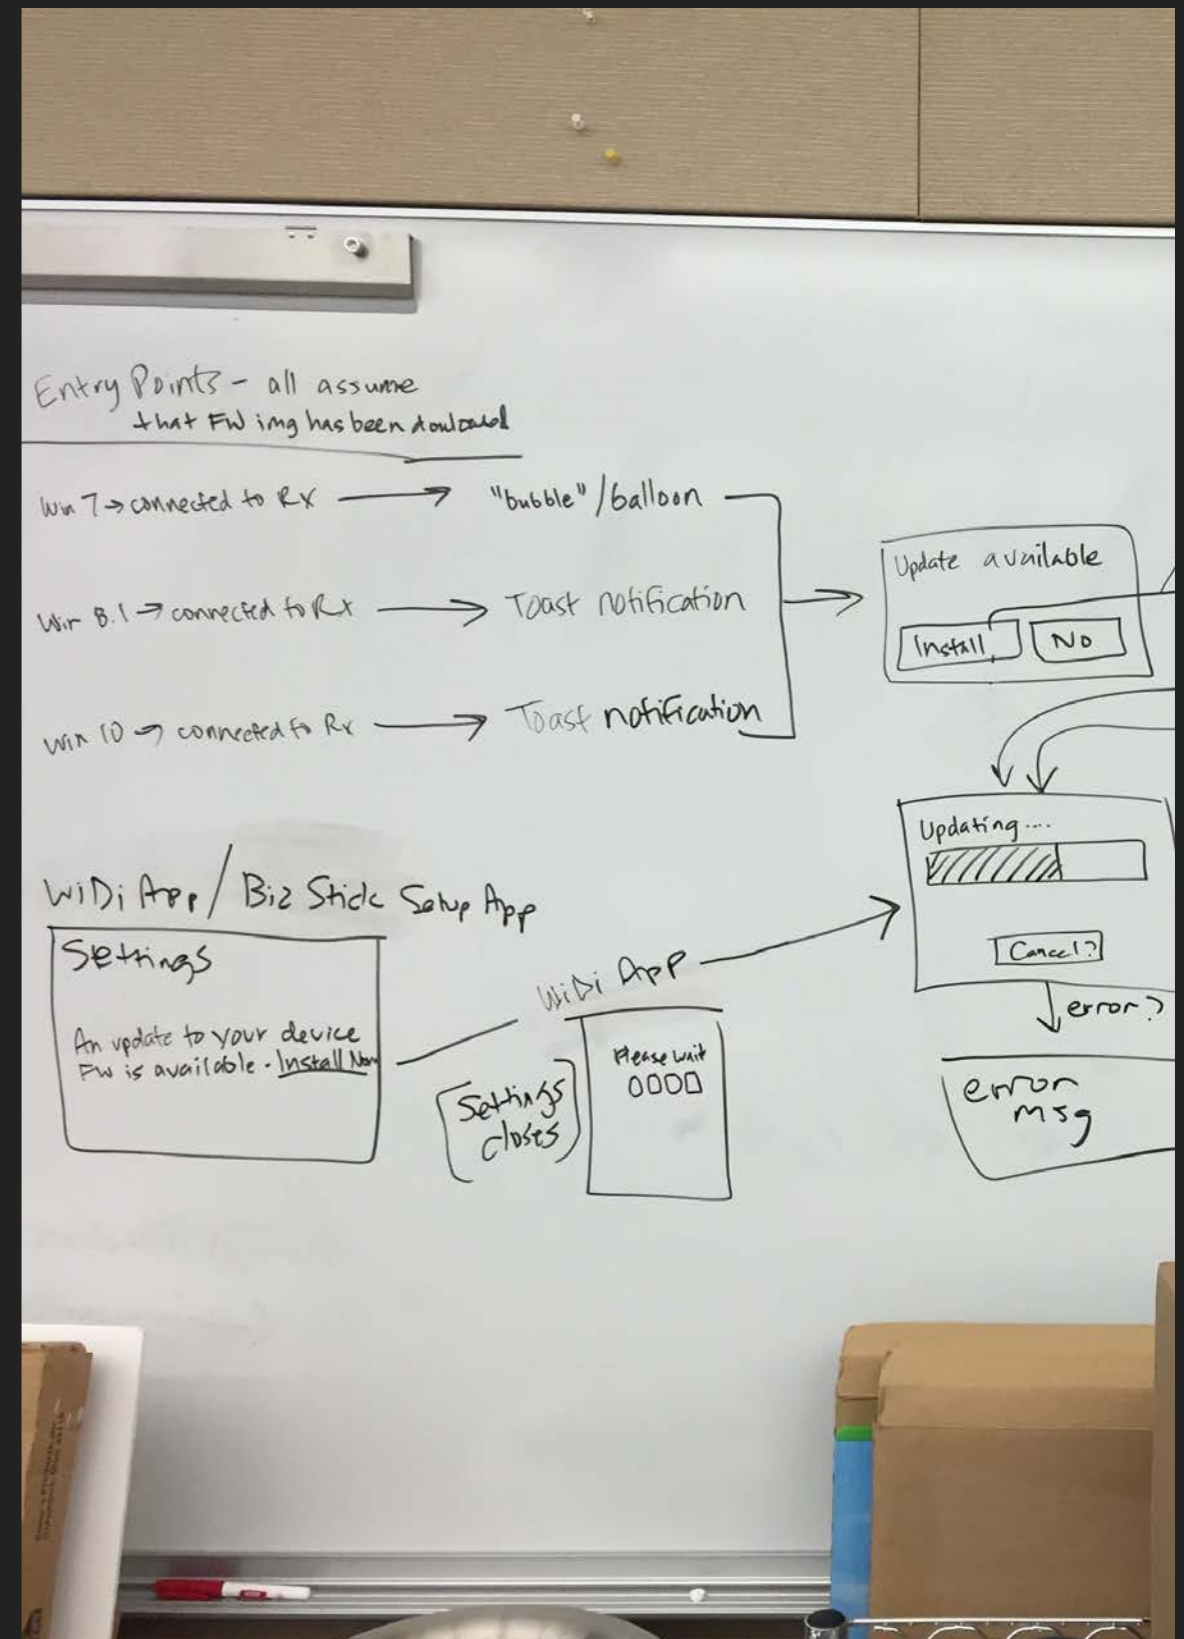 Entry Points - all assume
that FW img has been
Win 7 → connected to Rx → "bubble"/balloon
Win 8.1 → connected to Rx → Toast notification
Win 10 → connected to Rx → Toast notification
Update available
Install
No
Updating....
Cancel?
error?
error
msg
WiDi App / Biz Stick Setup App
Settings
An update to your device
FW is available. Install Now
WiDi App
Please wait
[Settings
closes]